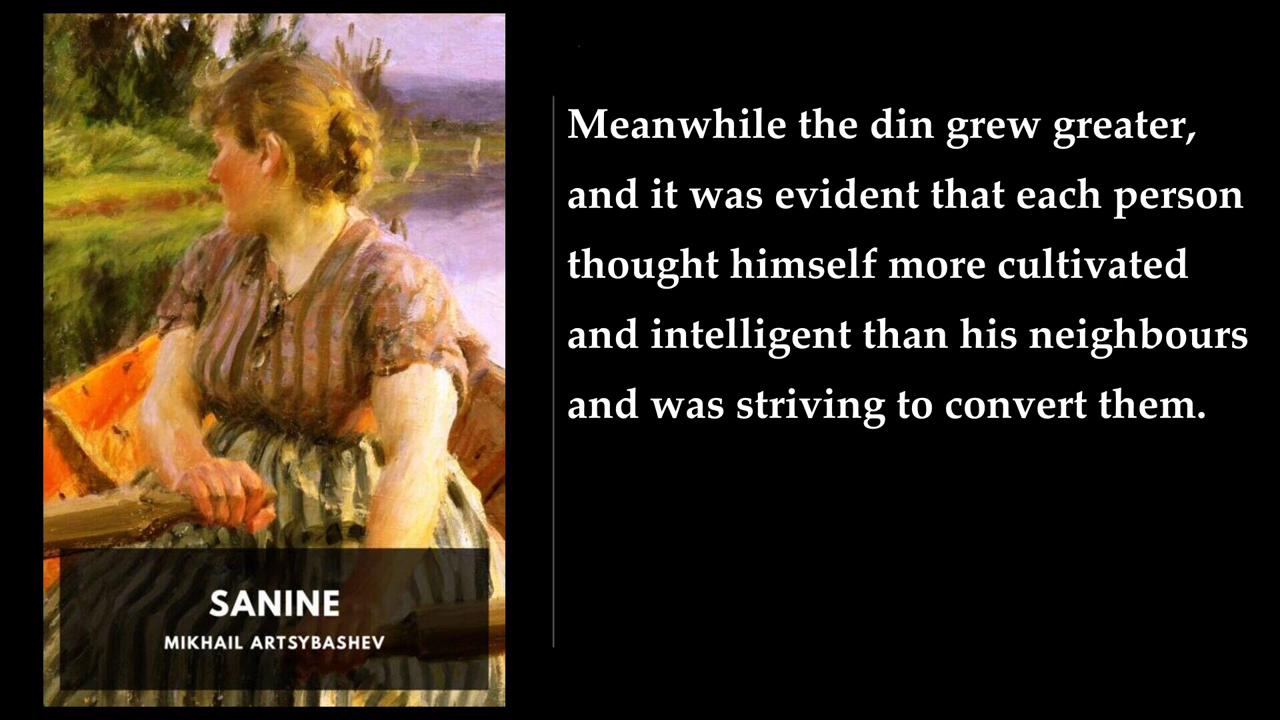 SANINE
MIKHAIL ARTSYBASHEV
Meanwhile the din grew greater,
and it was evident that each person
thought himself more cultivated
and intelligent than his neighbours
and was striving to convert them.